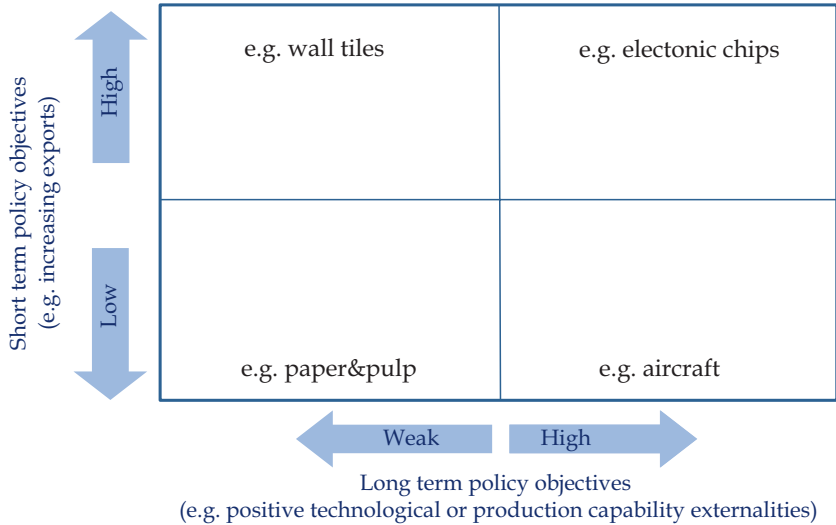 Short term policy objectives
(e.g. increasing exports)
High
Low
e.g. wall tiles
e.g. electonic chips
e.g. paper&pulp
e.g. aircraft
Weak
High
Long term policy objectives
(e.g. positive technological or production capability externalities)